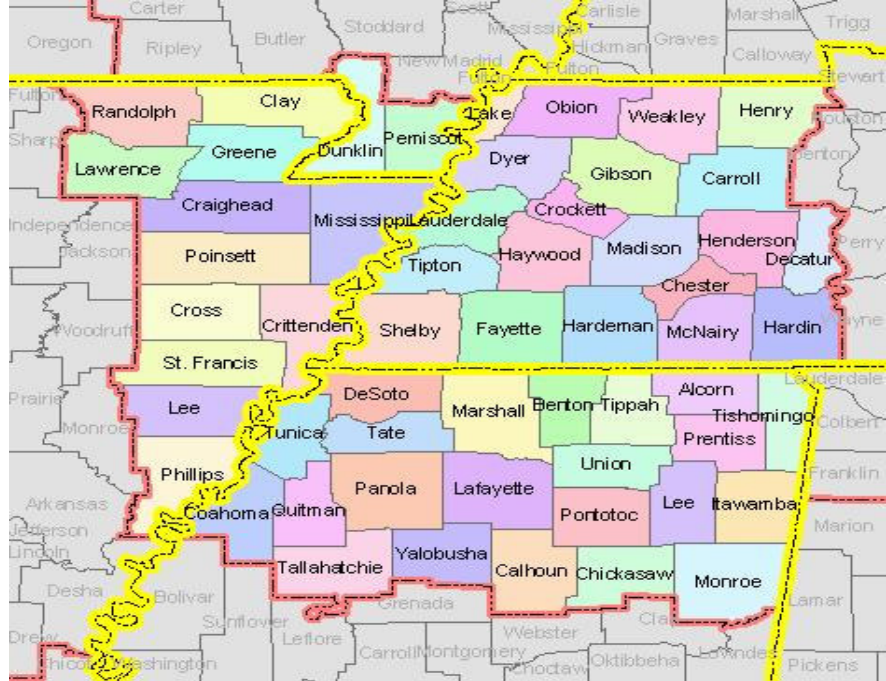 Carter
Scott
Mississippi
Carlisle
Marshall
Trigg
Oregon
Ripley
Butler
Stoddard
New Madrid
Hickman
Graves
Calloway
Fulton
Fulton
Stewart
Fulton
Randolph
Clay
Dunklin
Pemiscot
Lake
Obion
Weakley
Henry
Houston
Sharp
Lawrence
Greene
Dyer
Gibson
Carroll
Benton
Craighead
Mississippi
Lauderdale
Crockett
Independence
Jackson
Poinsett
Tipton
Haywood
Madison
Henderson
Decatur
Perry
Chester
Woodruff
Cross
Crittenden
Shelby
Fayette
Hardeman
McNairy
Hardin
Wayne
St. Francis
Prairie
Lee
DeSoto
Marshall
Benton
Tippah
Alcorn
Tishomingo
Lauderdale
Colbert
Monroe
Tunica
Tate
Prentiss
Phillips
Union
Franklin
Arkansas
Coahoma
Quitman
Panola
Lafayette
Pontotoc
Lee
Itawamba
Marion
Jefferson
Lincoln
Tallahatchie
Yalobusha
Calhoun
Chickasaw
Monroe
Desha
Bolivar
Sunflower
Leflore
Grenada
Webster
Clay
Lamar
Drew
Chicot
Washington
Carroll
Montgomery
Choctaw
Oktibbeha
Lowndes
Pickens